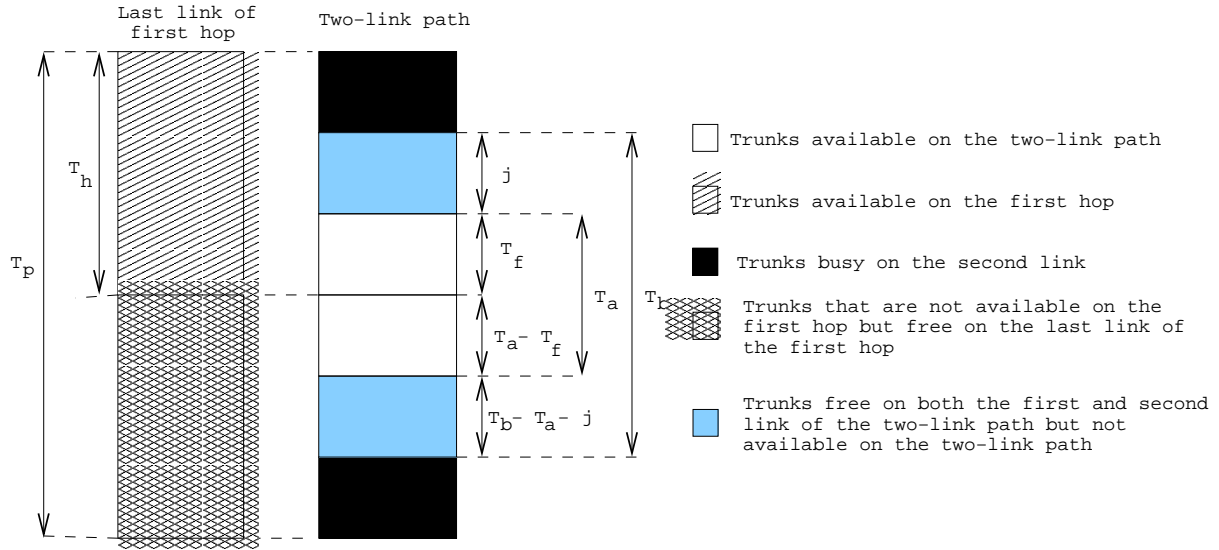 Last link of
first hop
Two-link path
T_p
T_h
j
T_f
T_a- T_f
T_b- T_a- j
T_a
T_b
Trunks available on the two-link path
Trunks available on the first hop
Trunks busy on the second link
Trunks that are not available on the
first hop but free on the last link of
the first hop
Trunks free on both the first and second
link of the two-link path but not
available on the two-link path